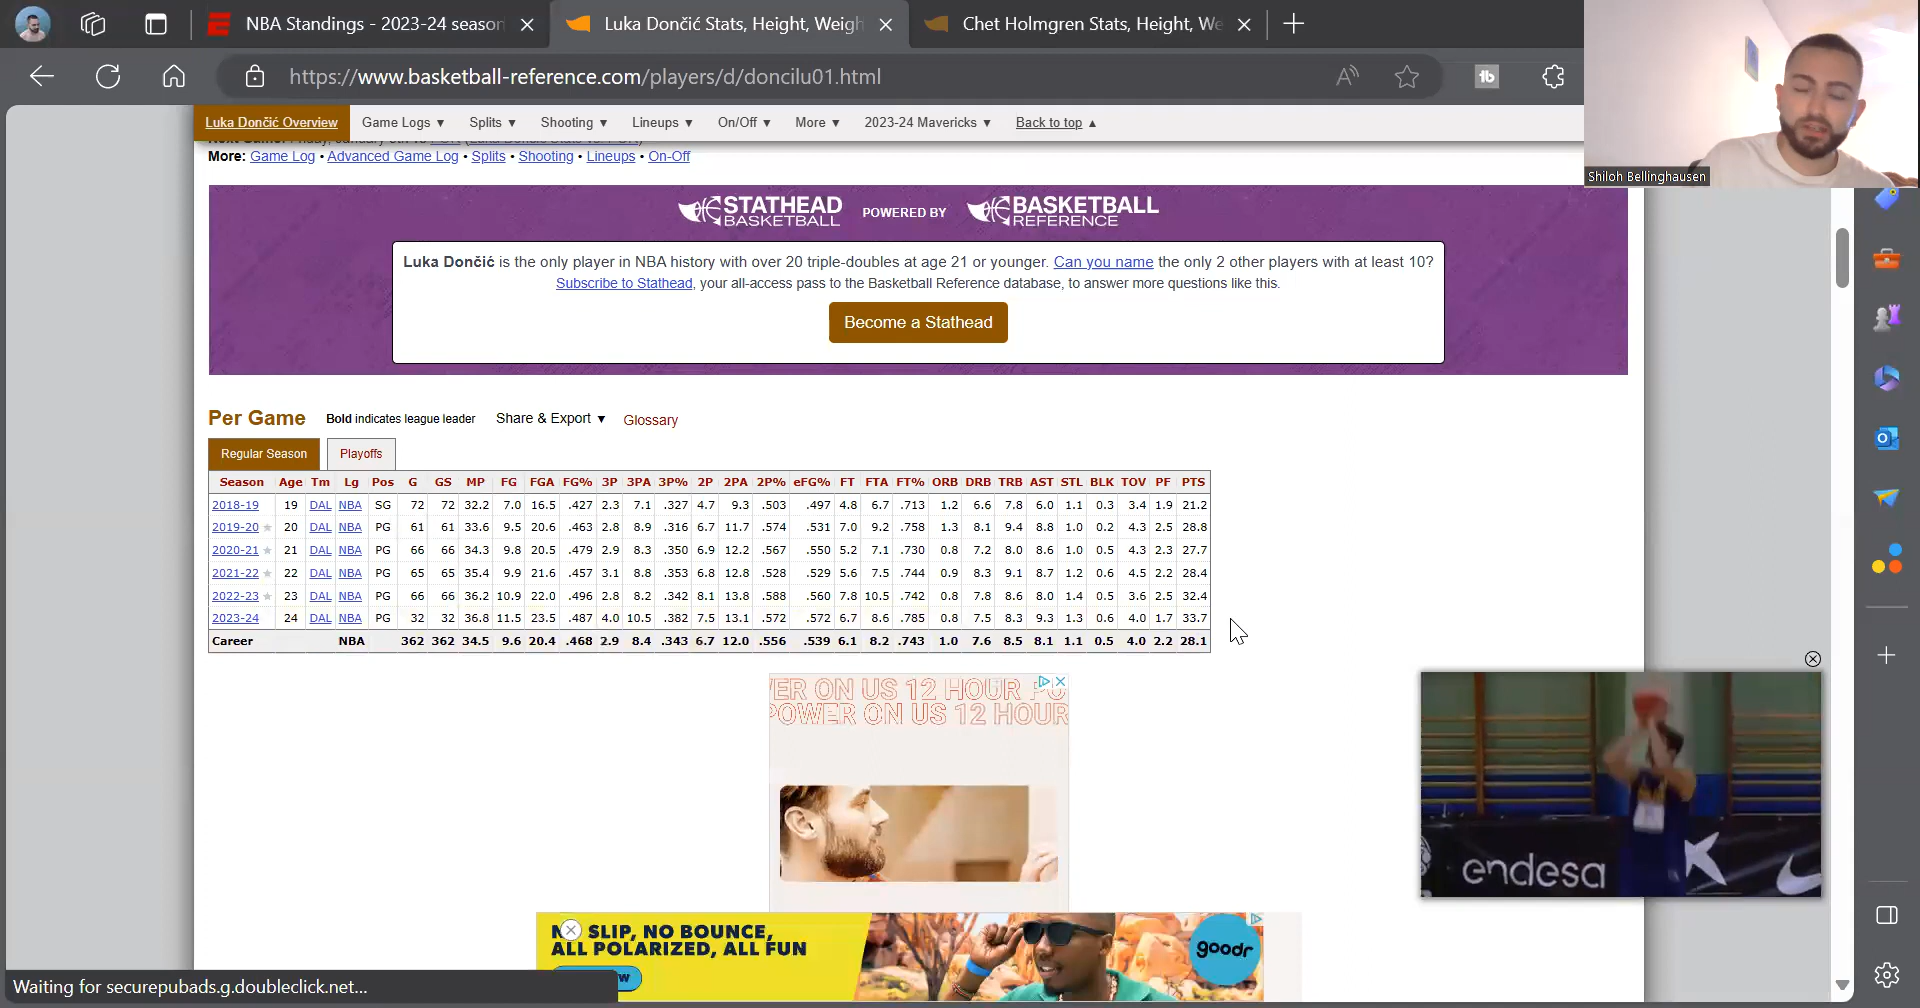 NBA Standings - 2023-24 season
Luka Dončić Stats, Height, Weigh
Chet Holmgren Stats, Height, We
https://www.basketball-reference.com/players/d/doncilu01.html
Shiloh Bellinghausen
Luka Dončić Overview Game Logs ▼ Splits ▼ Shooting ▼ Lineups ▼ On/Off ▼ More ▼ 2023-24 Mavericks ▼ Back to top ▲
More: Game Log • Advanced Game Log • Splits • Shooting • Lineups • On-Off
STATHEAD BASKETBALL POWERED BY BASKETBALL REFERENCE
Luka Dončić is the only player in NBA history with over 20 triple-doubles at age 21 or younger. Can you name the only 2 other players with at least 10?
Subscribe to Stathead, your all-access pass to the Basketball Reference database, to answer more questions like this.
Become a Stathead
Per Game Bold indicates league leader Share & Export ▼ Glossary
Regular Season Playoffs
Season Age Tm Lg Pos G GS MP FG FGA FG% 3P 3PA 3P% 2P 2PA 2P% eFG% FT FTA FT% ORB DRB TRB AST STL BLK TOV PF PTS
2018-19 19 DAL NBA SG 72 72 32.2 7.0 16.5 .427 2.3 7.1 .327 4.7 9.3 .503 .497 4.8 6.7 .713 1.2 6.6 7.8 6.0 1.1 0.3 3.4 1.9 21.2
2019-20 ★ 20 DAL NBA PG 61 61 33.6 9.5 20.6 .463 2.8 8.9 .316 6.7 11.7 .574 .531 7.0 9.2 .758 1.3 8.1 9.4 8.8 1.0 0.2 4.3 2.5 28.8
2020-21 ★ 21 DAL NBA PG 66 66 34.3 9.8 20.5 .479 2.9 8.3 .350 6.9 12.2 .567 .550 5.2 7.1 .730 0.8 7.2 8.0 8.6 1.0 0.5 4.3 2.3 27.7
2021-22 ★ 22 DAL NBA PG 65 65 35.4 9.9 21.6 .457 3.1 8.8 .353 6.8 12.8 .528 .529 5.6 7.5 .744 0.9 8.3 9.1 8.7 1.2 0.6 4.5 2.2 28.4
2022-23 ★ 23 DAL NBA PG 66 66 36.2 10.9 22.0 .496 2.8 8.2 .342 8.1 13.8 .588 .560 7.8 10.5 .742 0.8 7.8 8.6 8.0 1.4 0.5 3.6 2.5 32.4
2023-24 24 DAL NBA PG 32 32 36.8 11.5 23.5 .487 4.0 10.5 .382 7.5 13.1 .572 .572 6.7 8.6 .785 0.8 7.5 8.3 9.3 1.3 0.6 4.0 1.7 33.7
Career NBA 362 362 34.5 9.6 20.4 .468 2.9 8.4 .343 6.7 12.0 .556 .539 6.1 8.2 .743 1.0 7.6 8.5 8.1 1.1 0.5 4.0 2.2 28.1
ER ON US 12 HOUR PO
POWER ON US 12 HOUR
endesa
SLIP, NO BOUNCE,
ALL POLARIZED, ALL FUN
goodr
Waiting for securepubads.g.doubleclick.net...